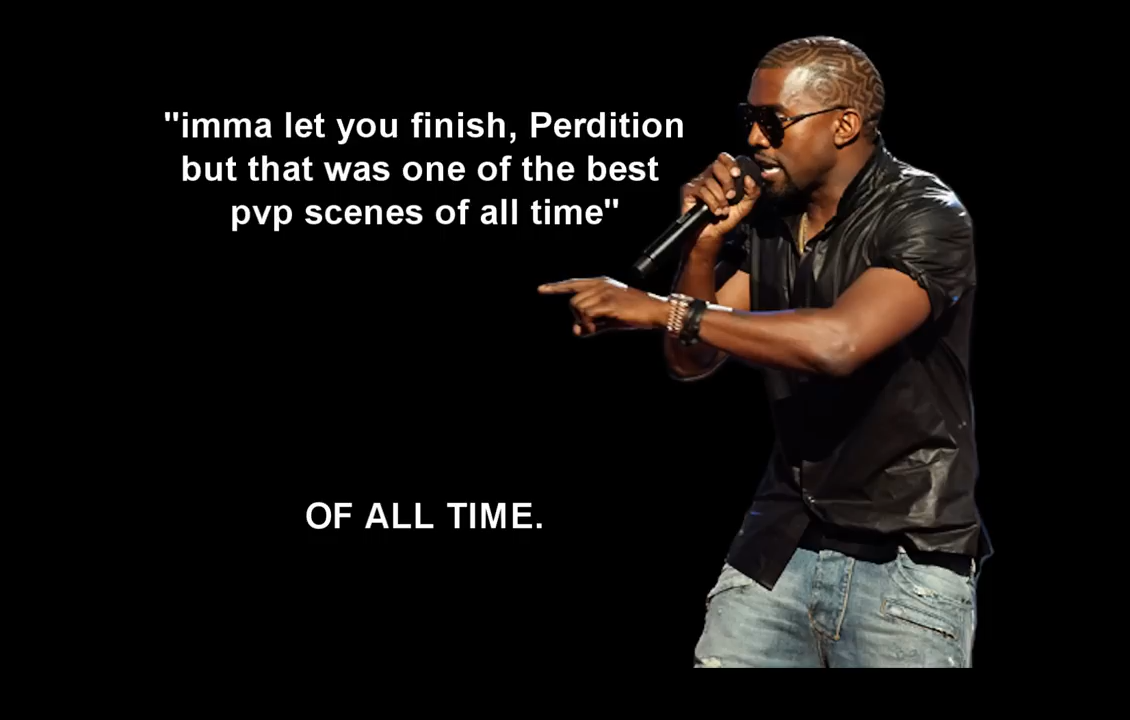 "imma let you finish, Perdition
but that was one of the best
pvp scenes of all time"
OF ALL TIME.